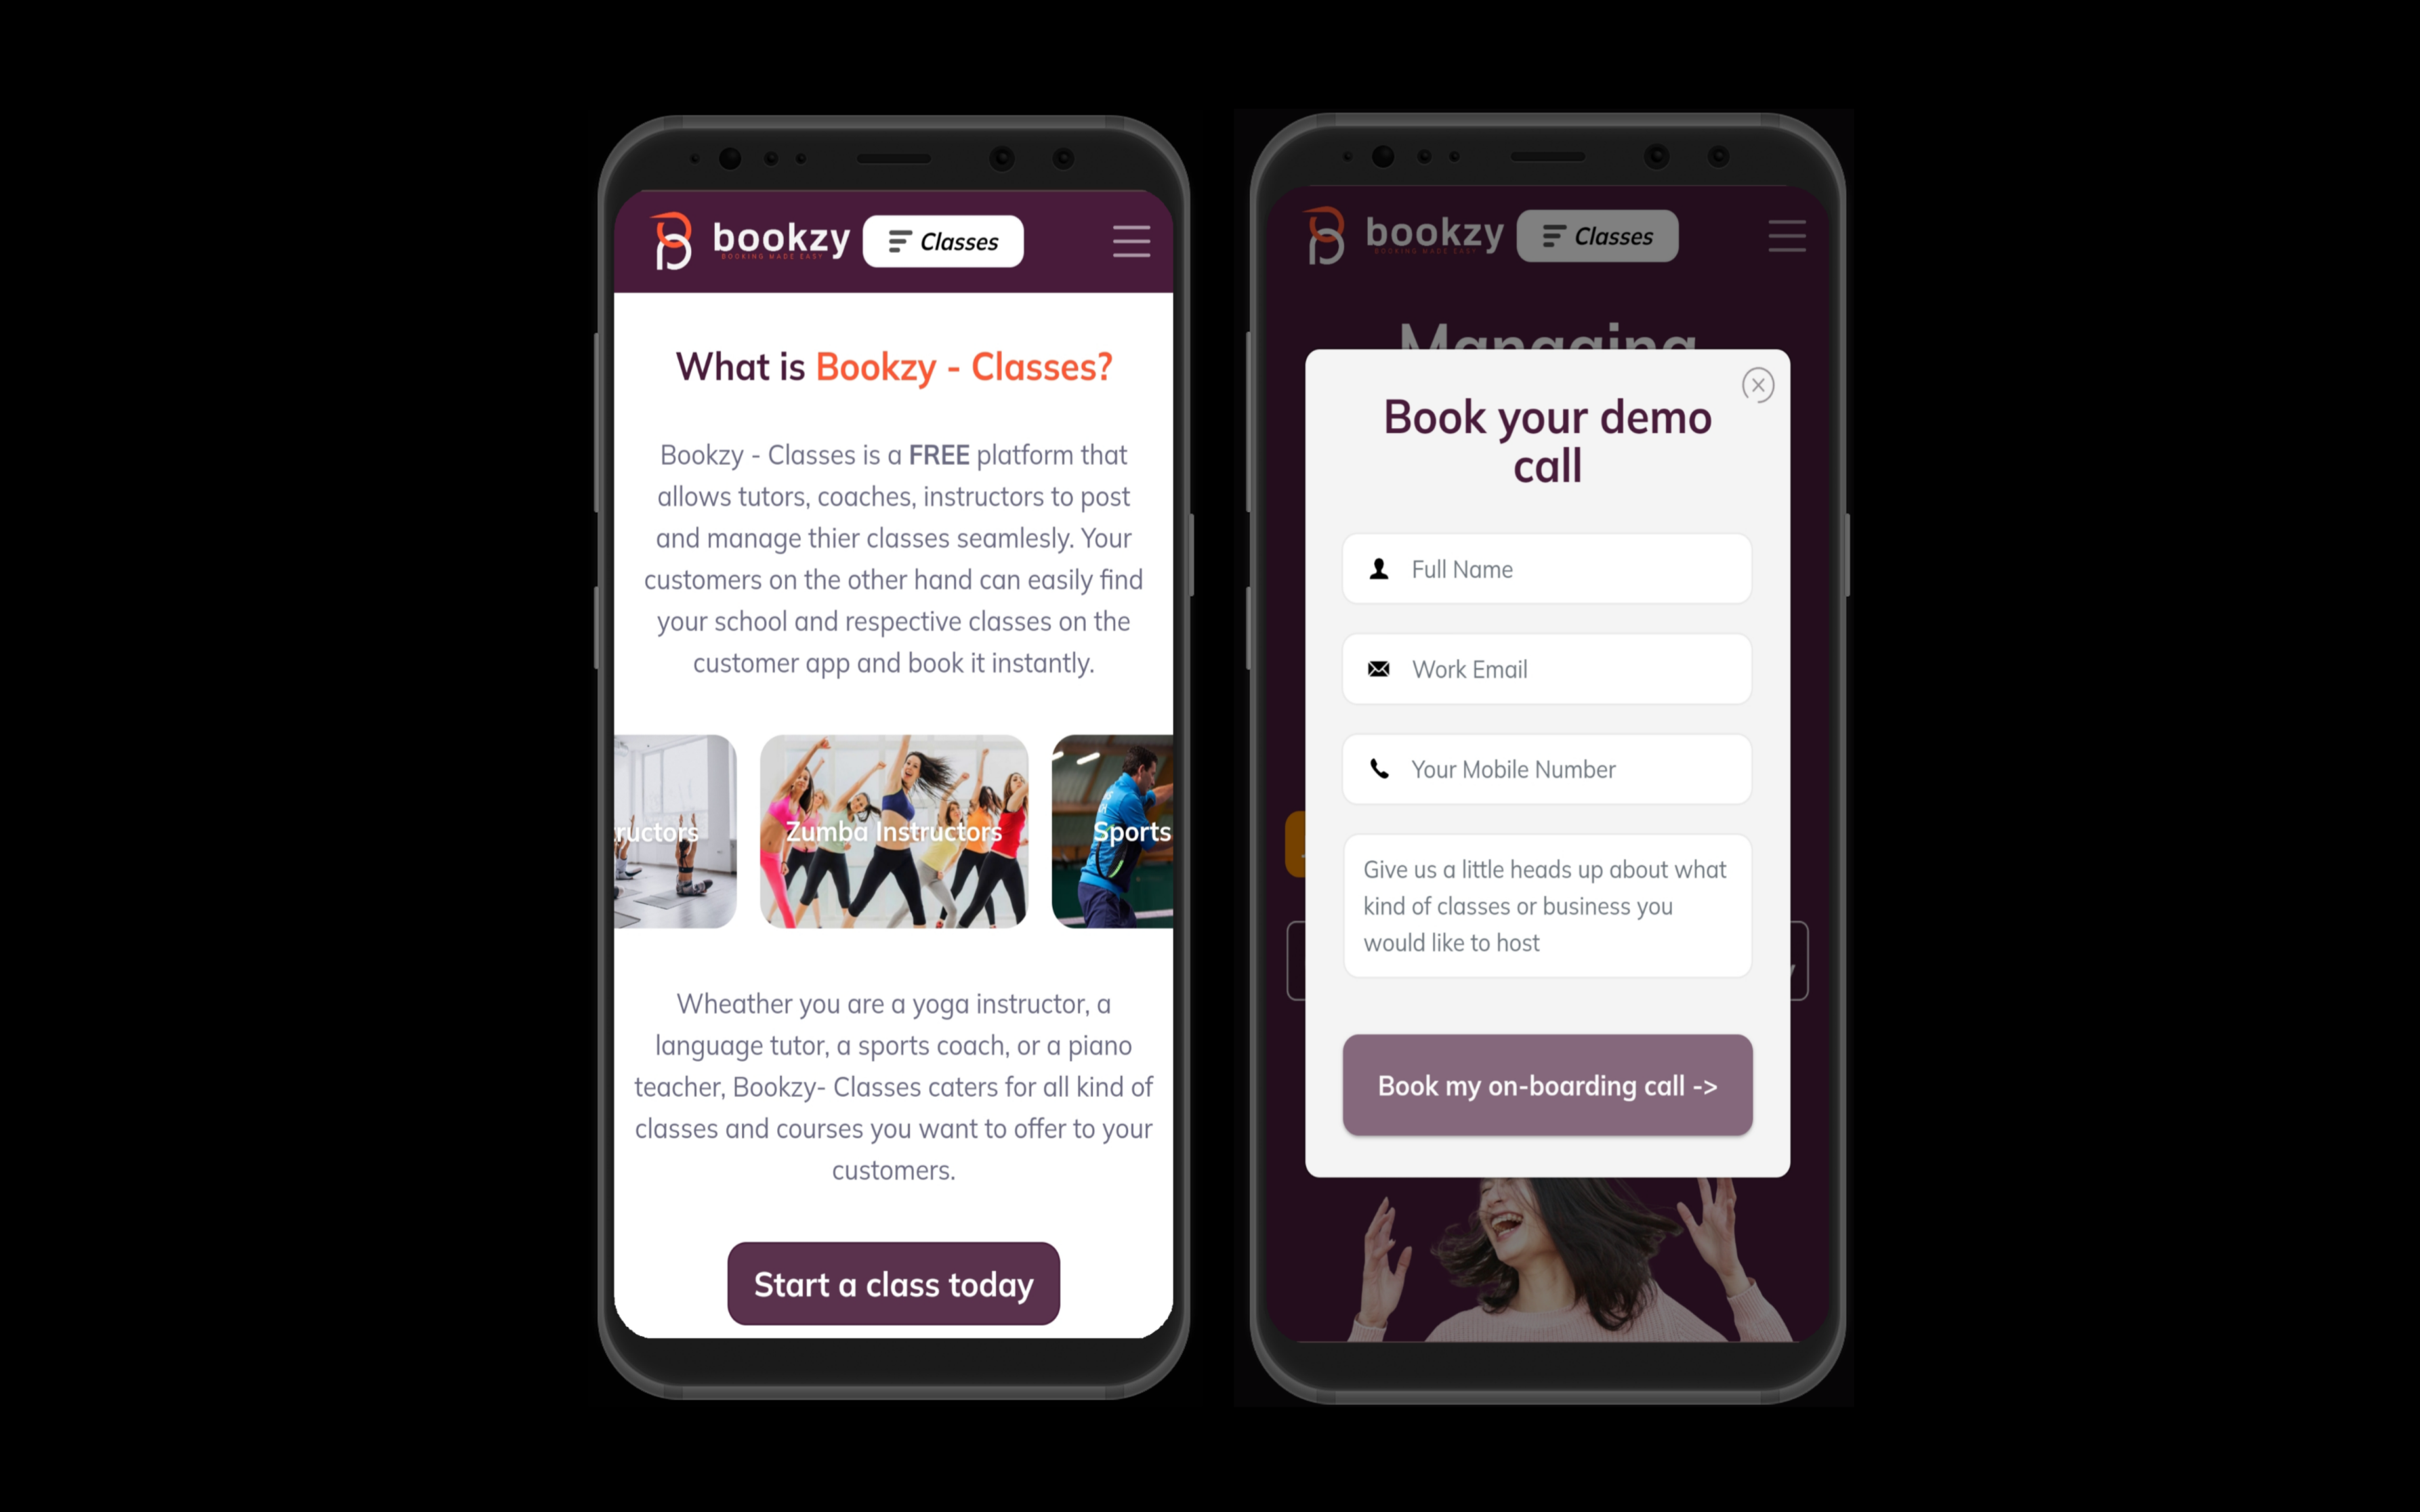 bookzy
BOOKING MADE EASY
Classes
What is Bookzy - Classes?
Bookzy - Classes is a FREE platform that
allows tutors, coaches, instructors to post
and manage thier classes seamlesly. Your
customers on the other hand can easily find
your school and respective classes on the
customer app and book it instantly.
ructors
Zumba Instructors
Sports
Wheather you are a yoga instructor, a
language tutor, a sports coach, or a piano
teacher, Bookzy- Classes caters for all kind of
classes and courses you want to offer to your
customers.
Start a class today
bookzy
BOOKING MADE EASY
Classes
Managing
Book your demo
call
Full Name
Work Email
Your Mobile Number
Give us a little heads up about what
kind of classes or business you
would like to host
Book my on-boarding call ->